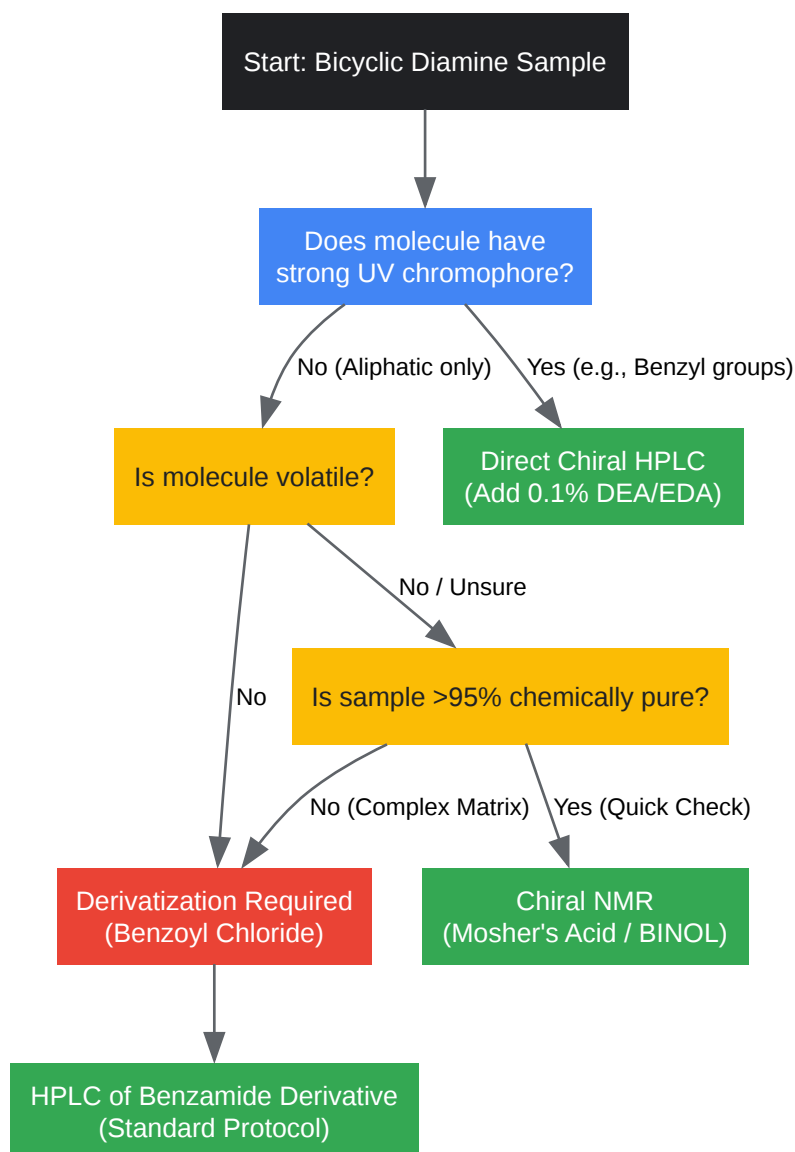 Start: Bicyclic Diamine Sample
Does molecule have
strong UV chromophore?
No (Aliphatic only)
Yes (e.g., Benzyl groups)
Is molecule volatile?
Direct Chiral HPLC
(Add 0.1% DEA/EDA)
No / Unsure
No
Is sample >95% chemically pure?
No (Complex Matrix)
Yes (Quick Check)
Derivatization Required
(Benzoyl Chloride)
Chiral NMR
(Mosher's Acid / BINOL)
HPLC of Benzamide Derivative
(Standard Protocol)